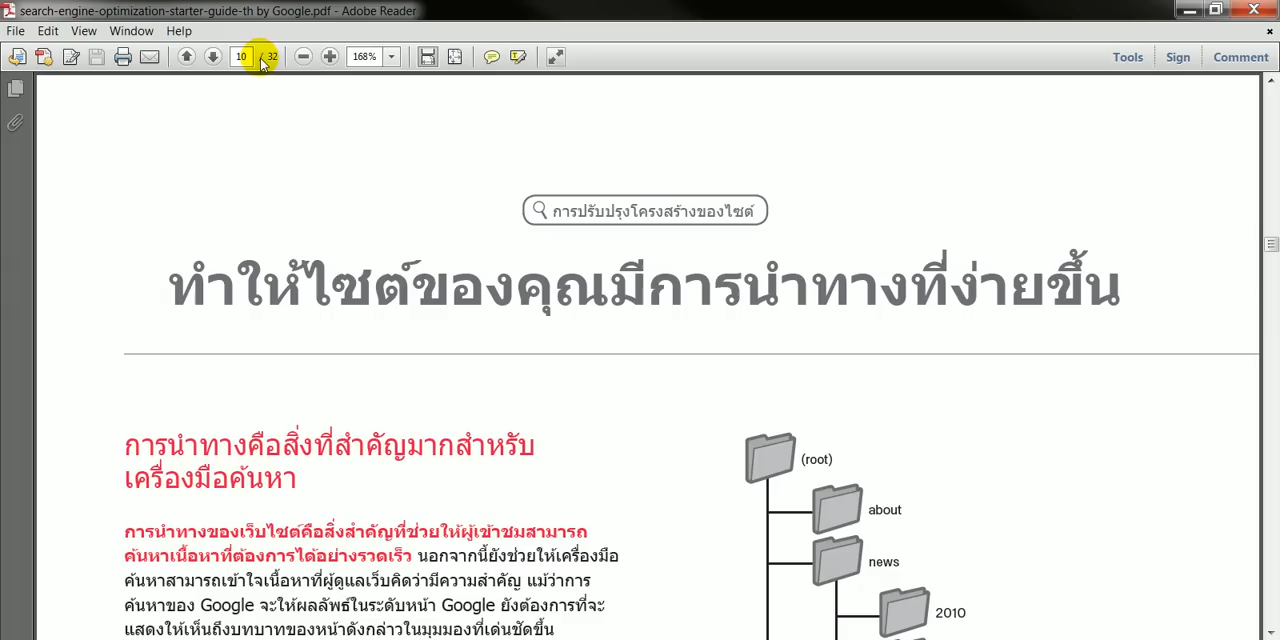 search-engine-optimization-starter-guide-th by Google.pdf - Adobe Reader
File Edit View Window Help
10 / 32 168% Tools Sign Comment
การปรับปรุงโครงสร้างของไซต์
ทำให้ไซต์ของคุณมีการนำทางที่ง่ายขึ้น
การนำทางคือสิ่งที่สำคัญมากสำหรับ
เครื่องมือค้นหา
การนำทางของเว็บไซต์คือสิ่งสำคัญที่ช่วยให้ผู้เข้าชมสามารถ
ค้นหาเนื้อหาที่ต้องการได้อย่างรวดเร็ว นอกจากนี้ยังช่วยให้เครื่องมือ
ค้นหาสามารถเข้าใจเนื้อหาที่ผู้ดูแลเว็บคิดว่ามีความสำคัญ แม้ว่าการ
ค้นหาของ Google จะให้ผลลัพธ์ในระดับหน้า Google ยังต้องการที่จะ
แสดงให้เห็นถึงบทบาทของหน้าดังกล่าวในมุมมองที่เด่นชัดขึ้น
(root)
about
news
2010